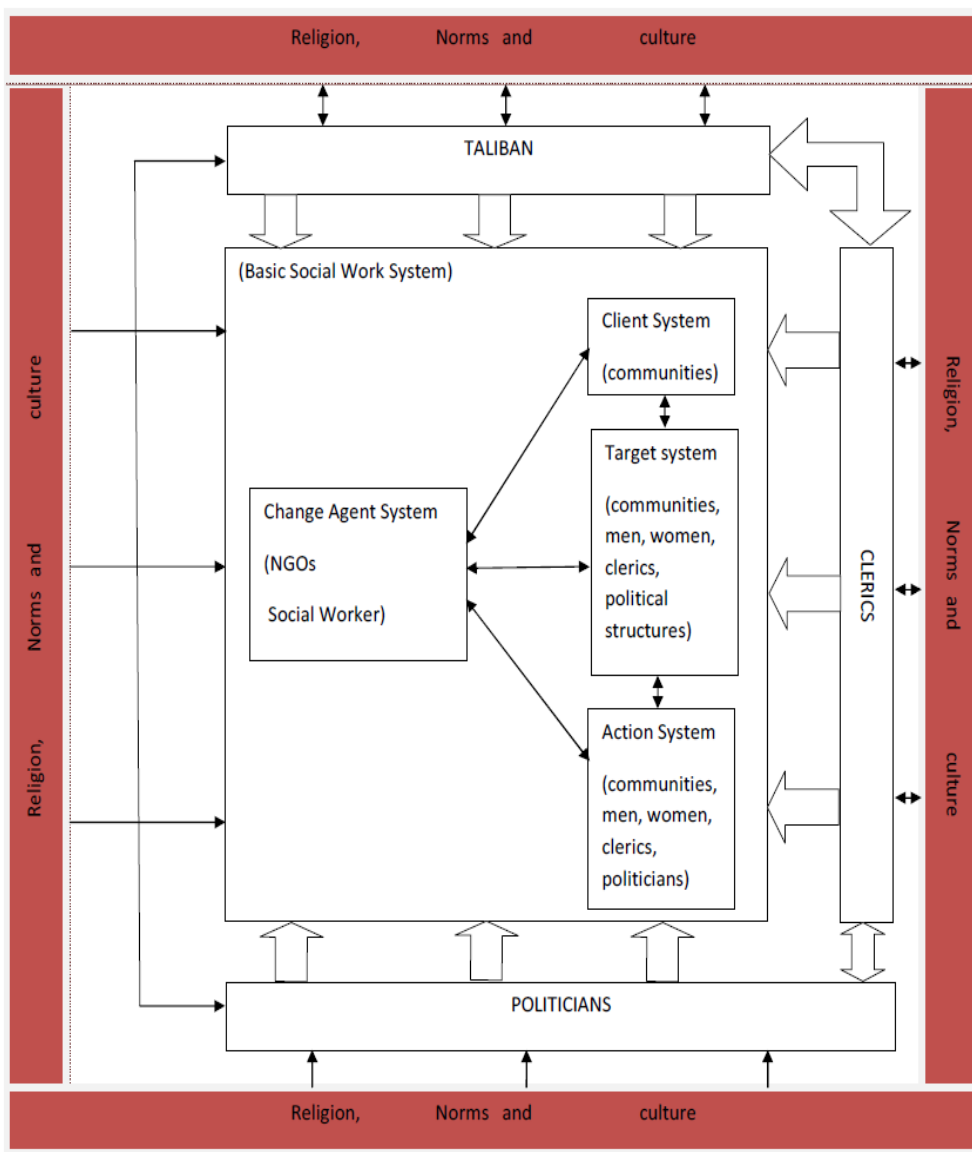 Religion, Norms and culture
TALIBAN
(Basic Social Work System)
Client System
(communities)
Target system
(communities,
men, women,
clerics,
political
structures)
Change Agent System
(NGOs
Social Worker)
Action System
(communities,
men, women,
clerics,
politicians)
CLERICS
POLITICIANS
Religion, Norms and culture
Religion, Norms and culture
Religion, Norms and culture